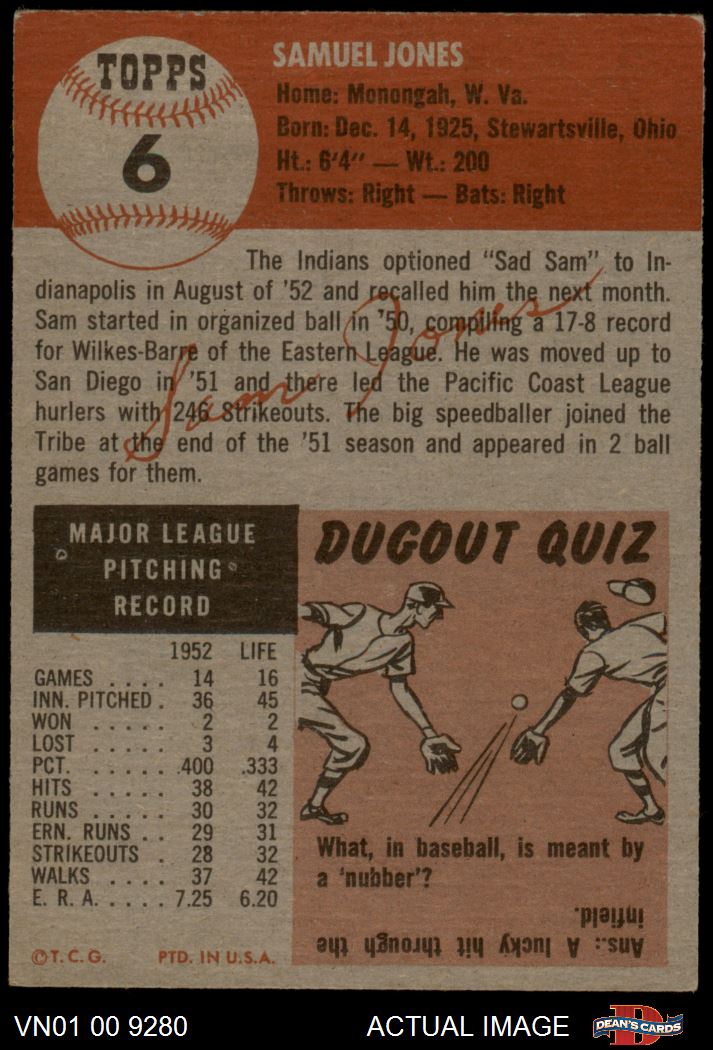 TOPPS
6
SAMUEL JONES
Home: Monongah, W. Va.
Born: Dec. 14, 1925, Stewartsville, Ohio
Ht.: 6'4" — Wt.: 200
Throws: Right — Bats: Right
The Indians optioned "Sad Sam" to In-
dianapolis in August of '52 and recalled him the next month.
Sam started in organized ball in '50, compiling a 17-8 record
for Wilkes-Barre of the Eastern League. He was moved up to
San Diego in '51 and there led the Pacific Coast League
hurlers with 246 Strikeouts. The big speedballer joined the
Tribe at the end of the '51 season and appeared in 2 ball
games for them.
Sam Jones
MAJOR LEAGUE
PITCHING
RECORD
1952 LIFE
GAMES . . . . 14 16
INN. PITCHED . 36 45
WON . . . . . 2 2
LOST . . . . . 3 4
PCT. . . . . . .400 .333
HITS . . . . . 38 42
RUNS . . . . . 30 32
ERN. RUNS . . 29 31
STRIKEOUTS . 28 32
WALKS . . . . 37 42
E. R. A. . . . . . 7.25 6.20
©T.C.G. PTD. IN U.S.A.
DUGOUT QUIZ
What, in baseball, is meant by
a 'nubber'?
Ans.: A lucky hit through the
infield.
VN01 00 9280 ACTUAL IMAGE
D
DEAN'S CARDS